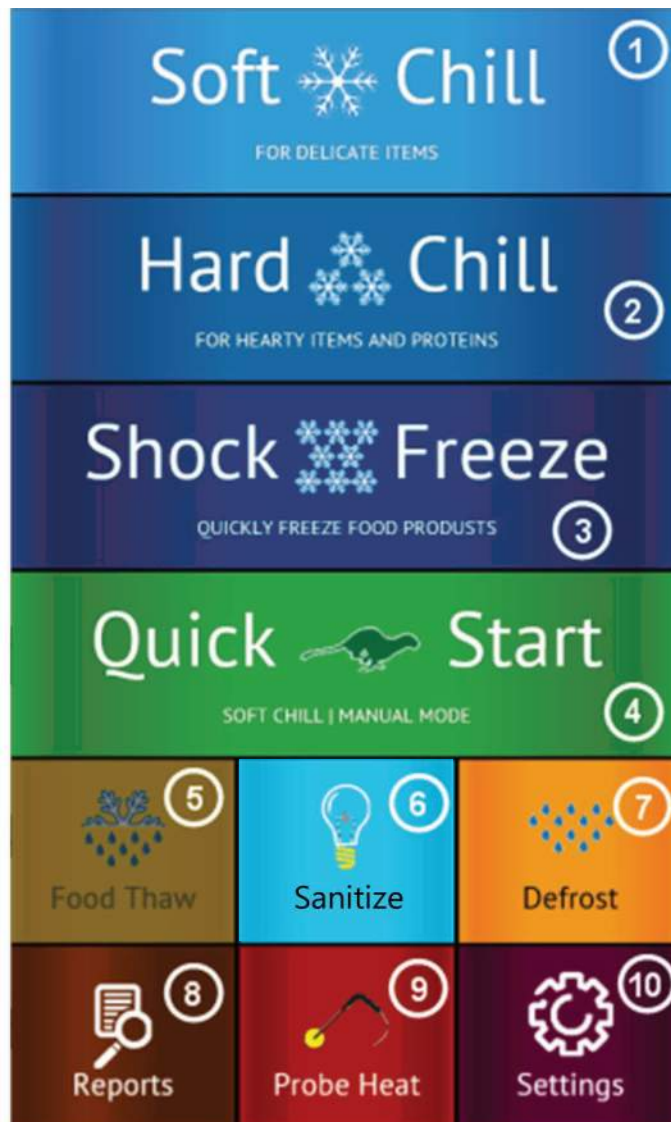 Soft Chill
1
FOR DELICATE ITEMS
Hard Chill
2
FOR HEARTY ITEMS AND PROTEINS
Shock Freeze
QUICKLY FREEZE FOOD PRODUSTS
3
Quick Start
SOFT CHILL | MANUAL MODE
4
5
Food Thaw
6
Sanitize
7
Defrost
8
Reports
9
Probe Heat
10
Settings